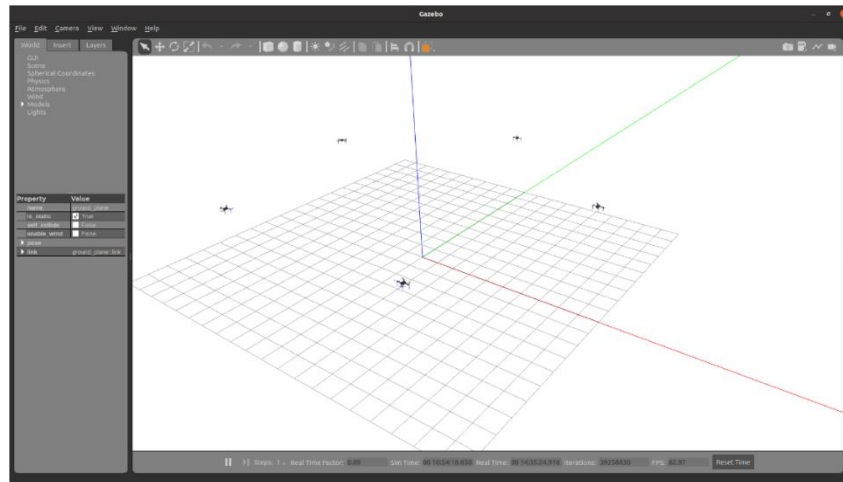 Gazebo
File Edit Camera View Window Help
World Insert Layers
GUI
Scene
Spherical Coordinates
Physics
Atmosphere
Wind
Models
Lights
Property Value
name ground_plane
is_static True
self_collide False
enable_wind False
pose
link ground_plane::link
Steps: 1 Real Time Factor: Sim Time: Real Time: Iterations: FPS: Reset Time